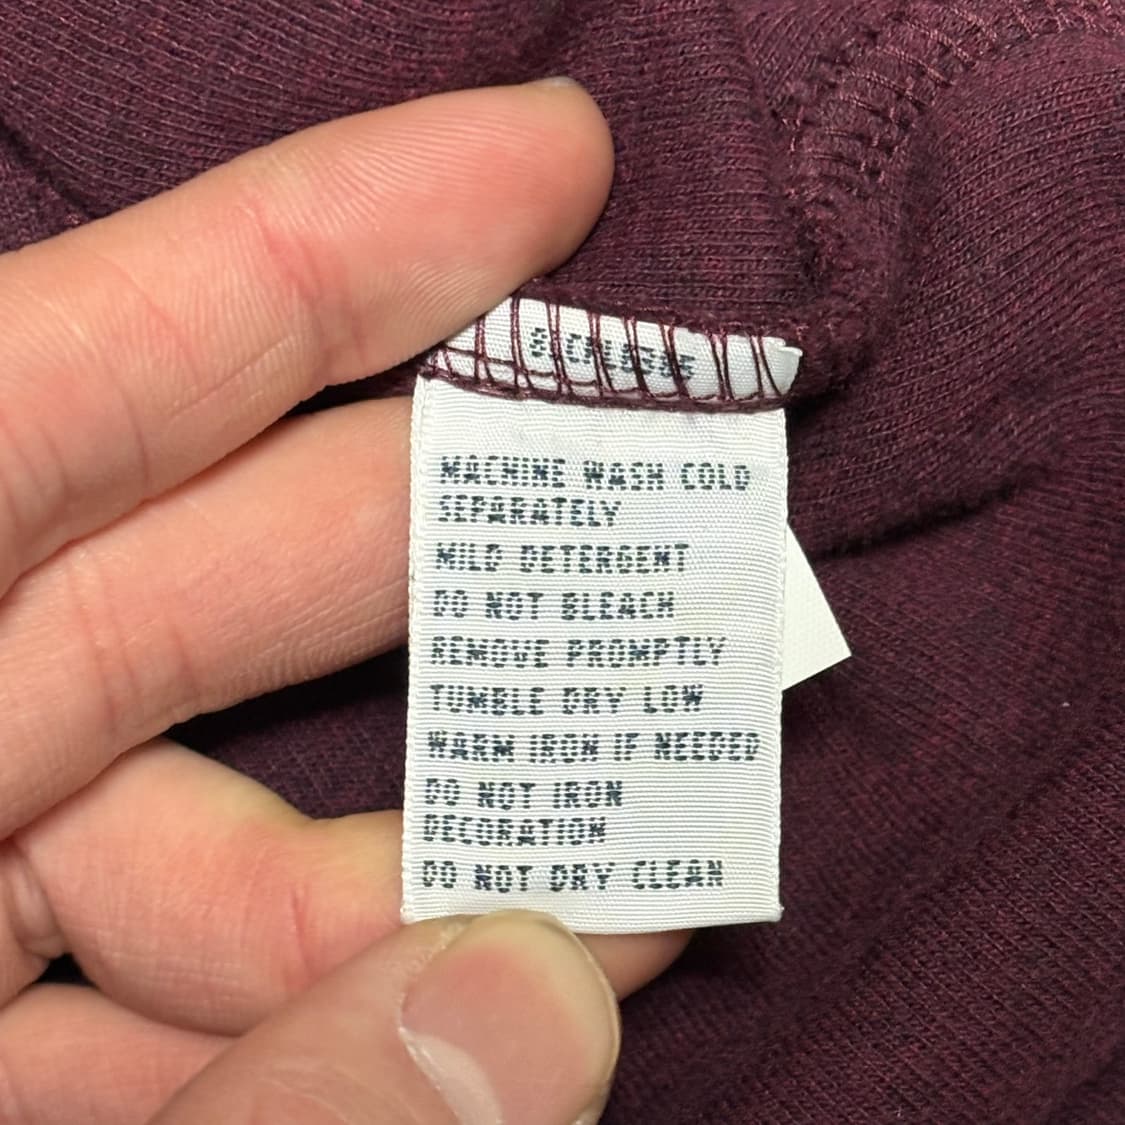 MACHINE WASH COLD
SEPARATELY
MILD DETERGENT
DO NOT BLEACH
REMOVE PROMPTLY
TUMBLE DRY LOW
WARM IRON IF NEEDED
DO NOT IRON
DECORATION
DO NOT DRY CLEAN